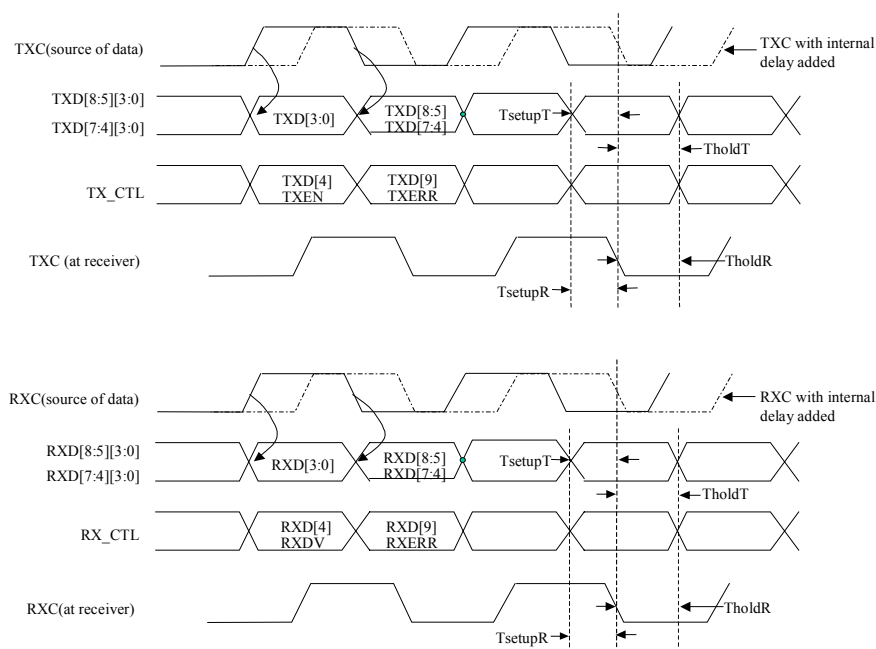 TXC(source of data)
TXC with internal
delay added
TXD[8:5][3:0]
TXD[7:4][3:0]
TXD[3:0]
TXD[8:5]
TXD[7:4]
TsetupT
TholdT
TX_CTL
TXD[4]
TXEN
TXD[9]
TXERR
TXC (at receiver)
TholdR
TsetupR
RXC(source of data)
RXC with internal
delay added
RXD[8:5][3:0]
RXD[7:4][3:0]
RXD[3:0]
RXD[8:5]
RXD[7:4]
TsetupT
TholdT
RX_CTL
RXD[4]
RXDV
RXD[9]
RXERR
RXC(at receiver)
TholdR
TsetupR